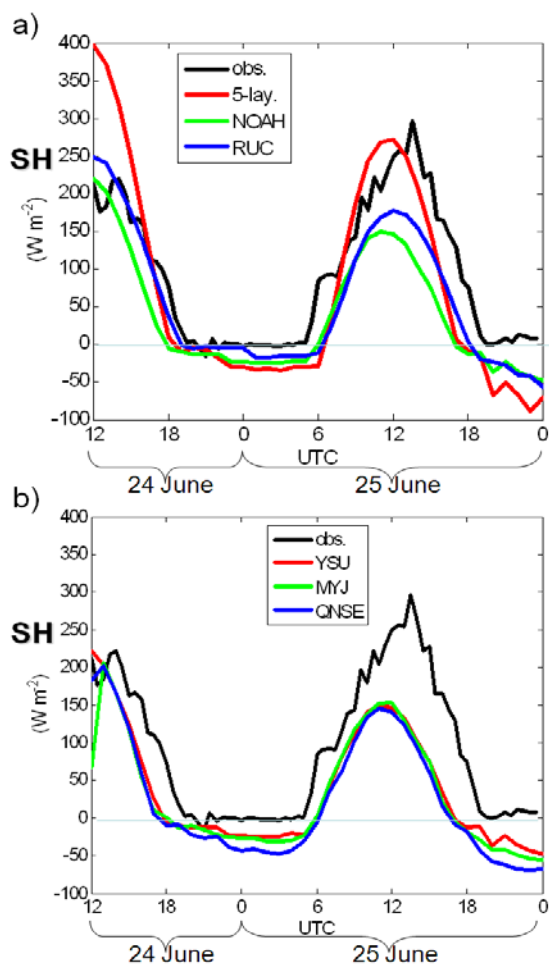 a)
400
350
300
250
200
150
100
50
0
-50
-100
SH
(W m-2)
obs.
5-lay.
NOAH
RUC
12 18 0 6 12 18 0
UTC
24 June 25 June
b)
400
350
300
250
200
150
100
50
0
-50
-100
SH
(W m-2)
obs.
YSU
MYJ
QNSE
12 18 0 6 12 18 0
UTC
24 June 25 June